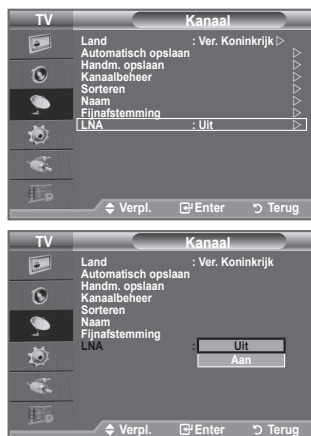 TV Kanaal
Land : Ver. Koninkrijk
Automatisch opslaan
Handm. opslaan
Kanaalbeheer
Sorteren
Naam
Fijnafstemming
LNA : Uit
Verpl. Enter Terug
TV Kanaal
Land : Ver. Koninkrijk
Automatisch opslaan
Handm. opslaan
Kanaalbeheer
Sorteren
Naam
Fijnafstemming
LNA : Uit
Aan
Verpl. Enter Terug